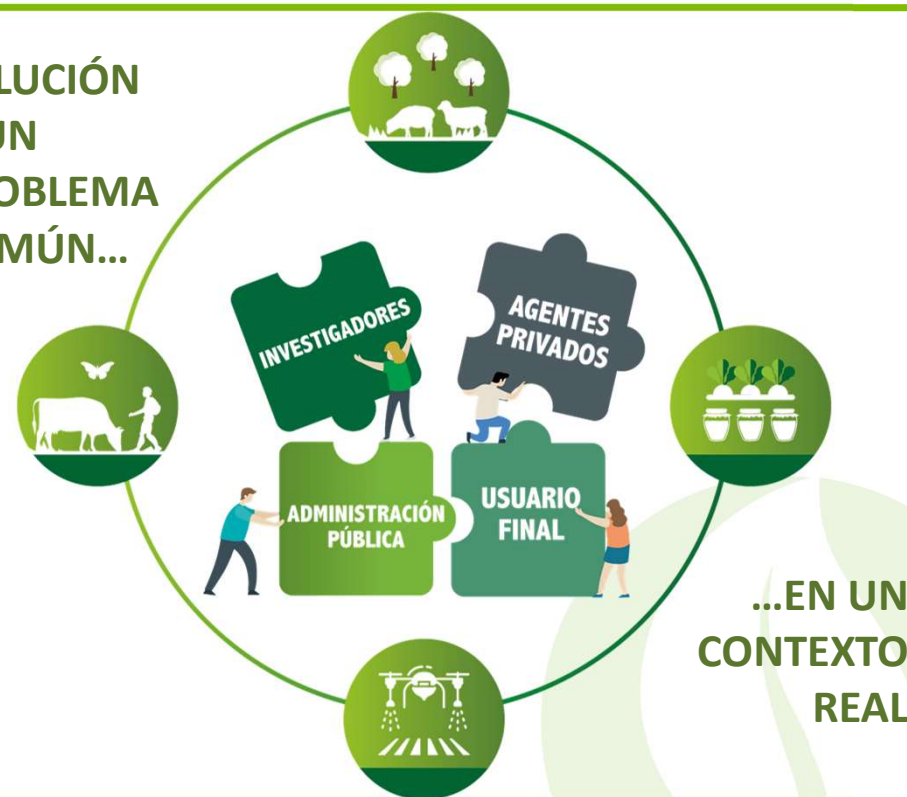 LUCIÓN
UN
OBLEMA
MÚN...
INVESTIGADORES
AGENTES
PRIVADOS
ADMINISTRACIÓN
PÚBLICA
USUARIO
FINAL
...EN UN
CONTEXTO
REAL